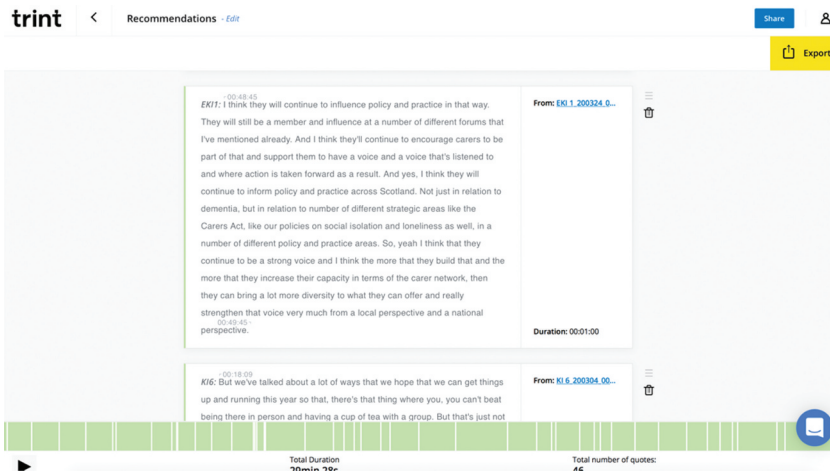 trint
Recommendations - Edit
Share
Export
- 00:48:45
EKI1: I think they will continue to influence policy and practice in that way.
They will still be a member and influence at a number of different forums that
I've mentioned already. And I think they'll continue to encourage carers to be
part of that and support them to have a voice and a voice that's listened to
and where action is taken forward as a result. And yes, I think they will
continue to inform policy and practice across Scotland. Not just in relation to
dementia, but in relation to number of different strategic areas like the
Carers Act, like our policies on social isolation and loneliness as well, in a
number of different policy and practice areas. So, yeah I think that they
continue to be a strong voice and I think the more that they build that and the
more that they increase their capacity in terms of the carer network, then
they can bring a lot more diversity to what they can offer and really
strengthen that voice very much from a local perspective and a national
00:49:45 -
perspective.
From: EKI 1_200324_0...
Duration: 00:01:00
- 00:18:09
KI6: But we've talked about a lot of ways that we hope that we can get things
up and running this year so that, there's that thing where you, you can't beat
being there in person and having a cup of tea with a group. But that's just not
From: KI 6_200304_00...
Total Duration
29min 28s
Total number of quotes:
46